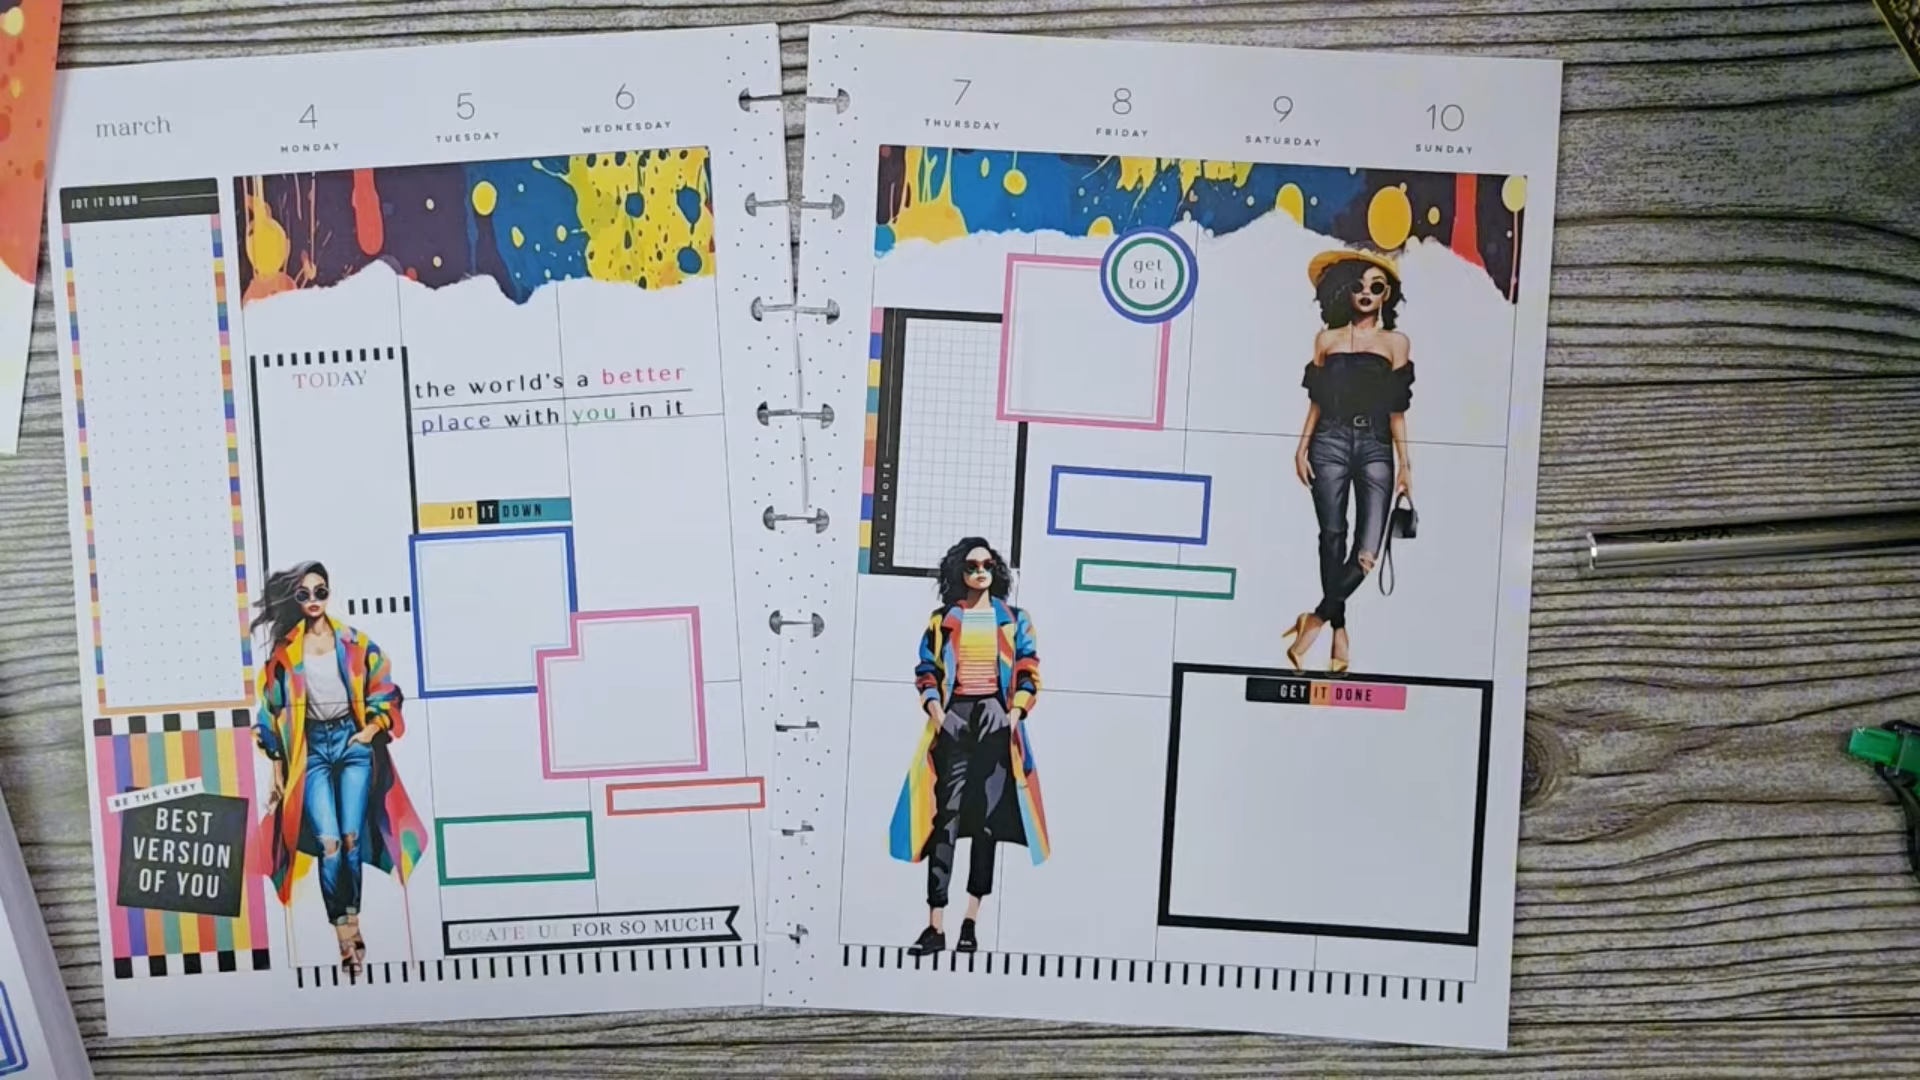 march
4
MONDAY
5
TUESDAY
6
WEDNESDAY
7
THURSDAY
8
FRIDAY
9
SATURDAY
10
SUNDAY
JOT IT DOWN
TODAY
the world's a better
place with you in it
JOT IT DOWN
BE THE VERY
BEST
VERSION
OF YOU
GRATEFUL FOR SO MUCH
get
to it
JUST A NOTE
GET IT DONE